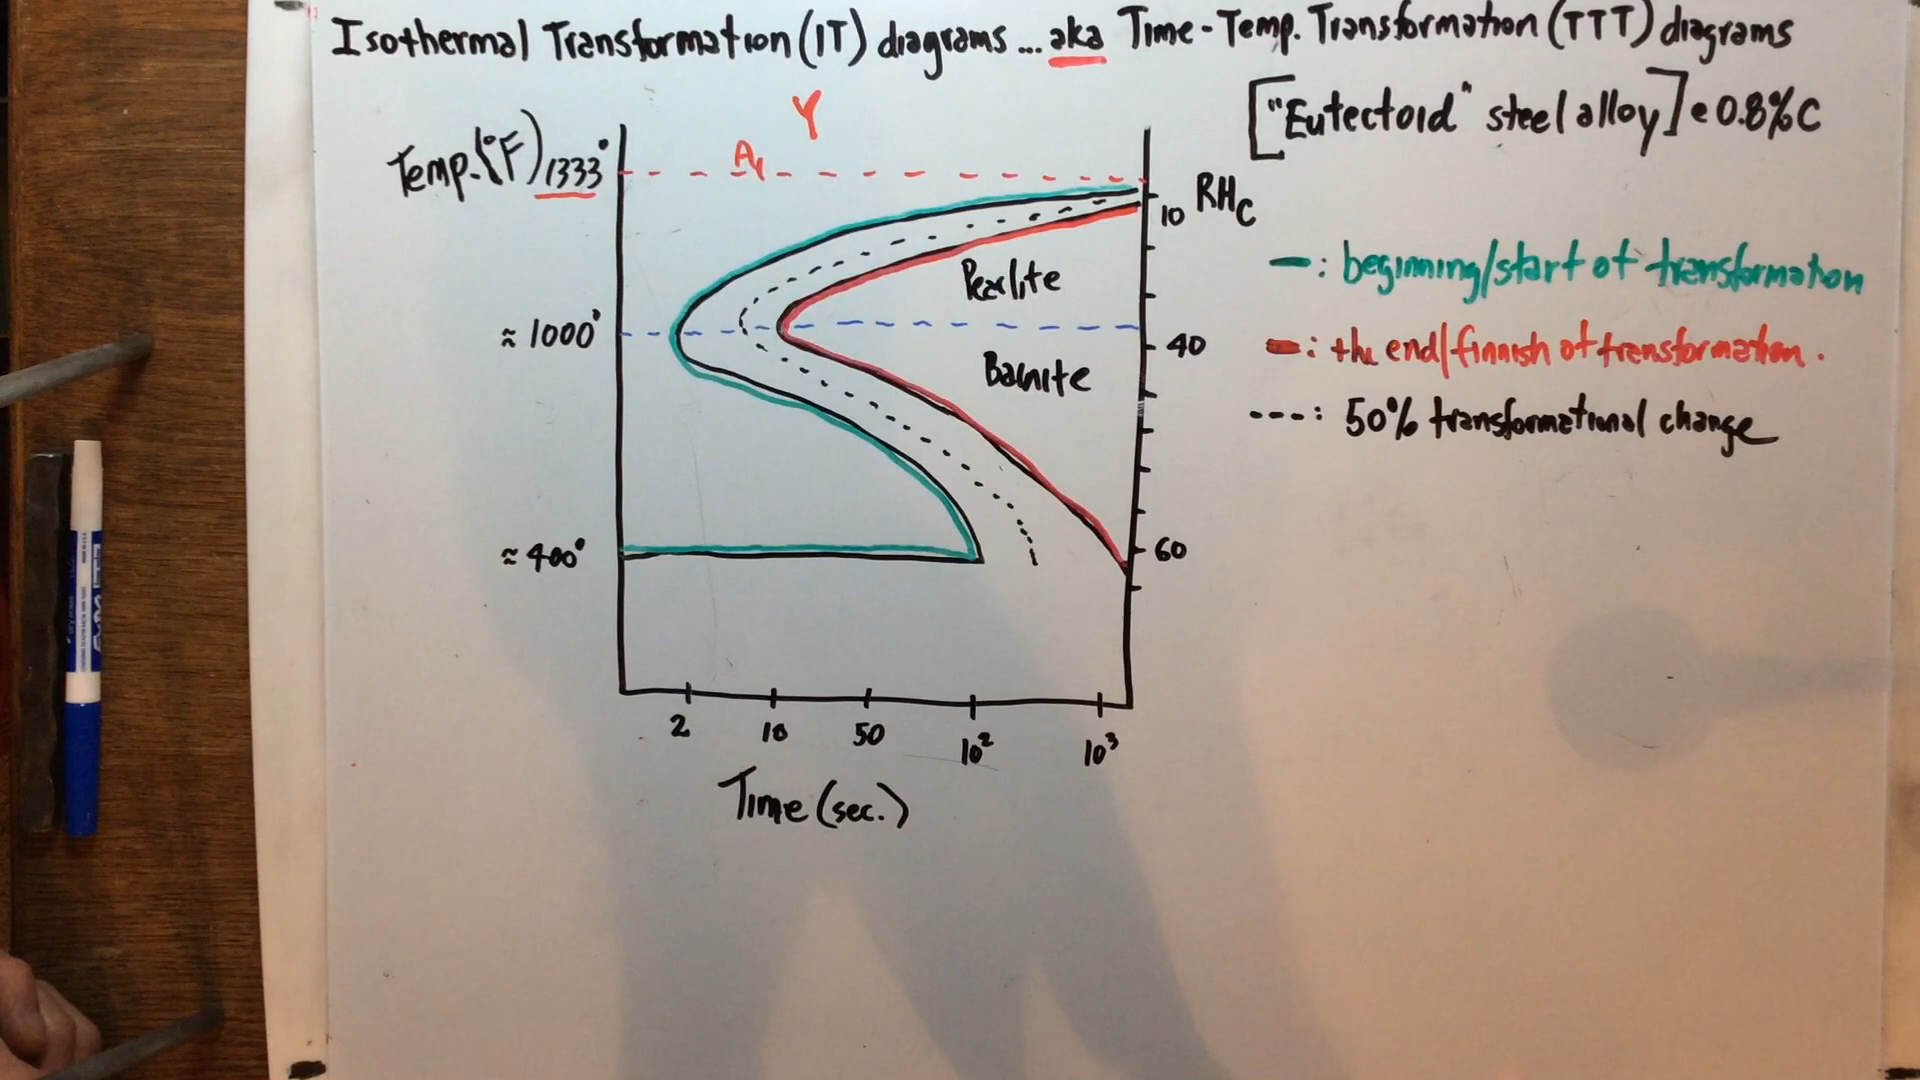 Isothermal Transformation (IT) diagrams ... aka Time-Temp. Transformation (TTT) diagrams
["Eutectoid" steel alloy] @ 0.8% C
γ
Temp. (°F) 1333°
A₁
10 RHC
—: beginning/start of transformation
Pearlite
≈ 1000°
40
—: the end/finnish of transformation.
Bainite
---: 50% transformational change
≈ 400°
60
2 10 50 10² 10³
Time (sec.)